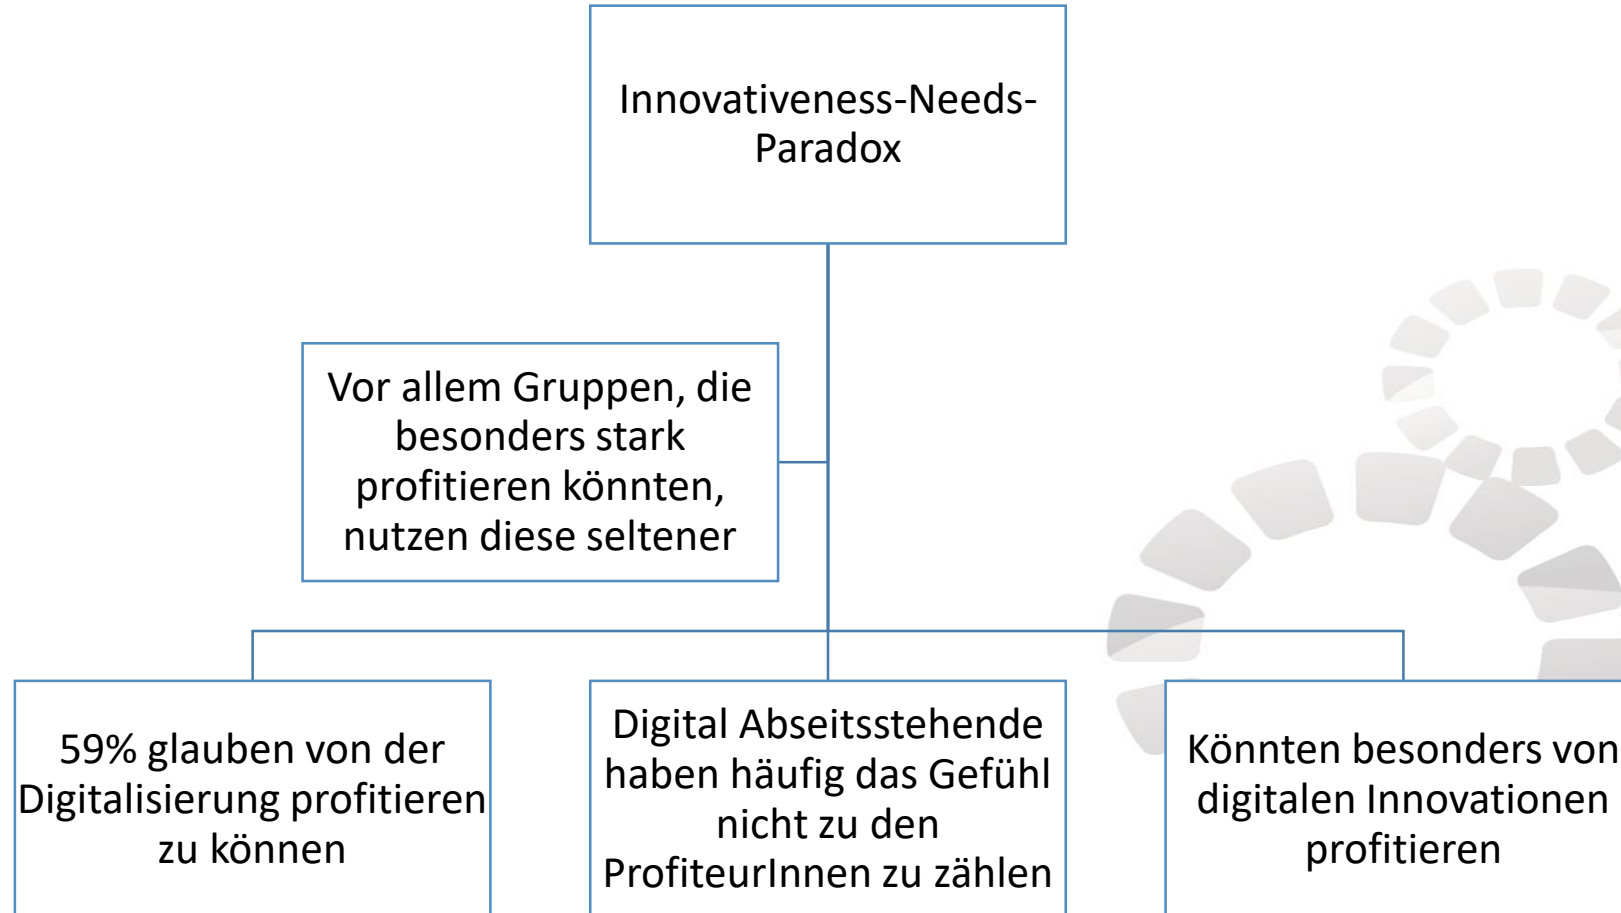 Innovativeness-Needs-
Paradox
Vor allem Gruppen, die
besonders stark
profitieren könnten,
nutzen diese seltener
59% glauben von der
Digitalisierung profitieren
zu können
Digital Abseitsstehende
haben häufig das Gefühl
nicht zu den
ProfiteurInnen zu zählen
Könnten besonders von
digitalen Innovationen
profitieren